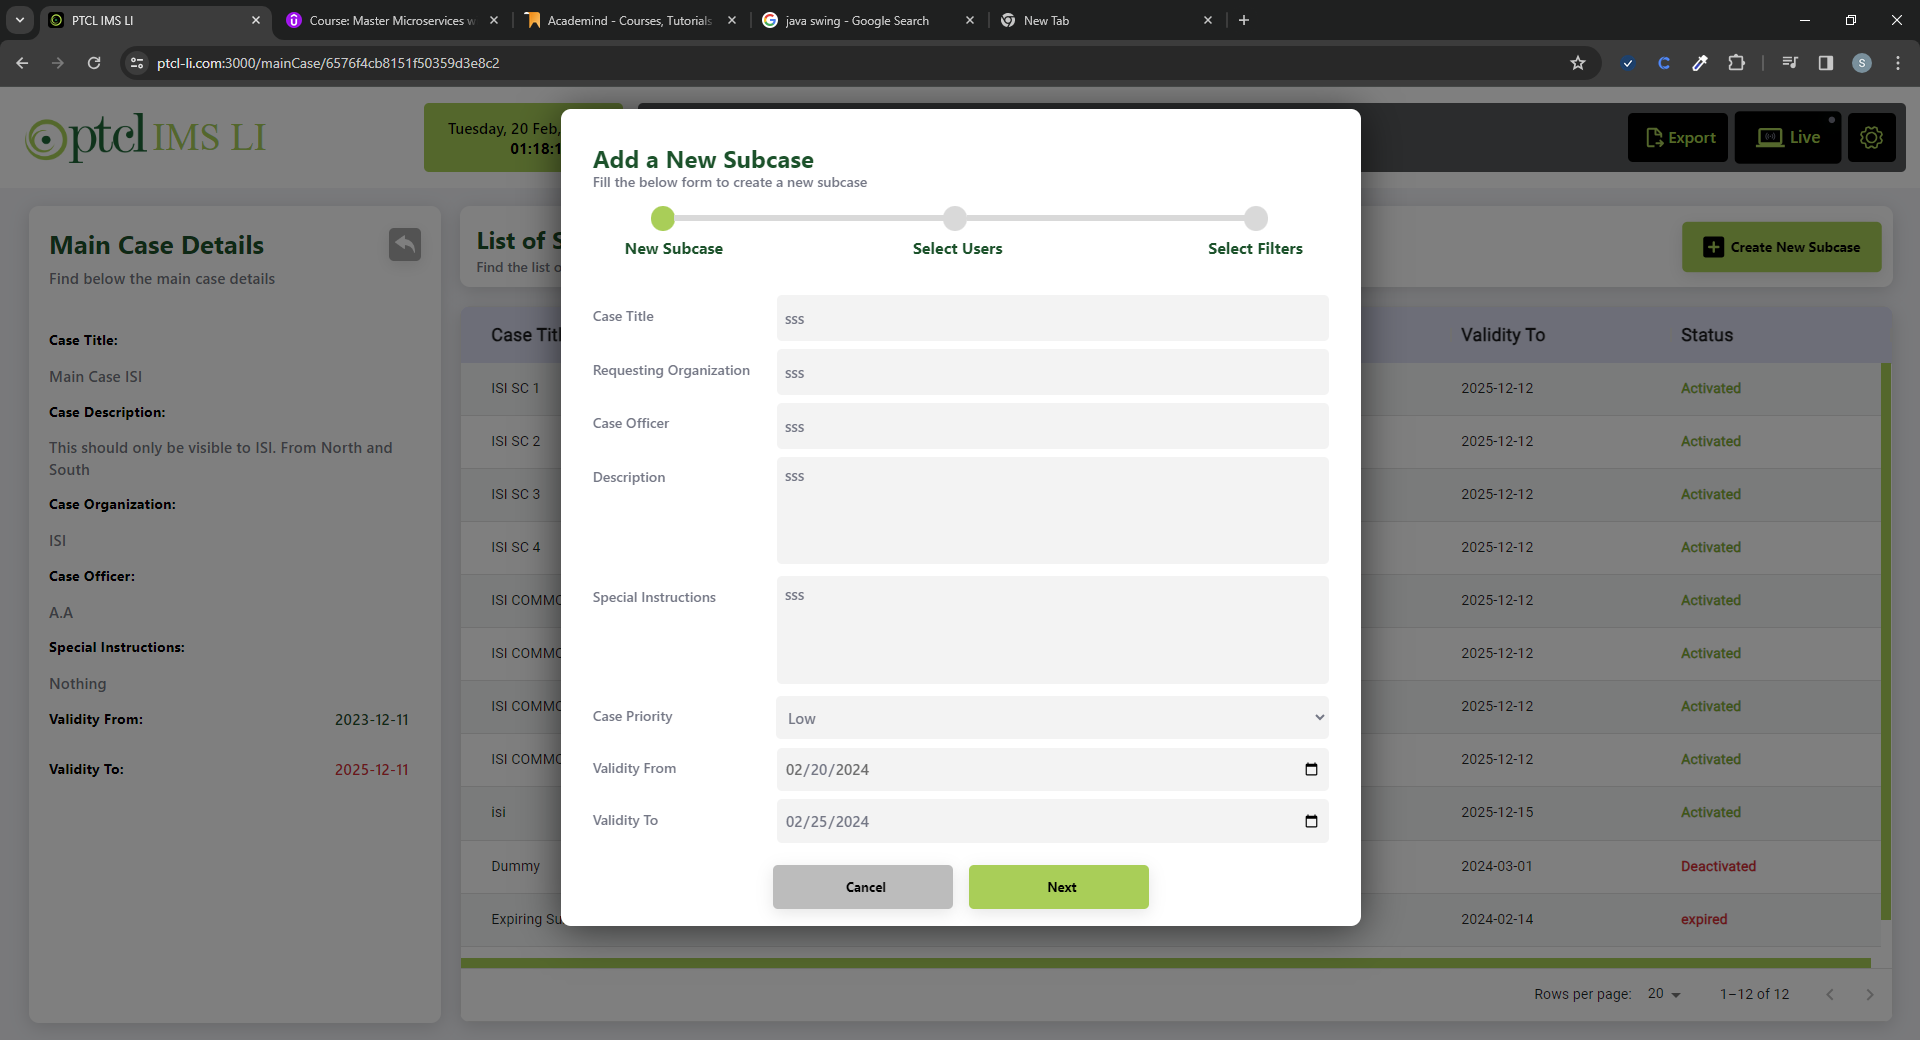 PTCL IMS LI
Course: Master Microservices w
Academind - Courses, Tutorials
java swing - Google Search
New Tab
ptcl-li.com:3000/mainCase/6576f4cb8151f50359d3e8c2
S
ptcl IMS LI
Tuesday, 20 Feb,
01:18:1
Export
Live
Main Case Details
Find below the main case details
Case Title:
Main Case ISI
Case Description:
This should only be visible to ISI. From North and
South
Case Organization:
ISI
Case Officer:
A.A
Special Instructions:
Nothing
Validity From: 2023-12-11
Validity To: 2025-12-11
List of S
Find the list o
Create New Subcase
Case Titl
Validity To
Status
ISI SC 1 2025-12-12 Activated
ISI SC 2 2025-12-12 Activated
ISI SC 3 2025-12-12 Activated
ISI SC 4 2025-12-12 Activated
ISI COMMO 2025-12-12 Activated
ISI COMMO 2025-12-12 Activated
ISI COMMO 2025-12-12 Activated
ISI COMMO 2025-12-12 Activated
isi 2025-12-15 Activated
Dummy 2024-03-01 Deactivated
Expiring Su 2024-02-14 expired
Rows per page: 20 1–12 of 12
Add a New Subcase
Fill the below form to create a new subcase
New Subcase
Select Users
Select Filters
Case Title sss
Requesting Organization sss
Case Officer sss
Description sss
Special Instructions sss
Case Priority Low
Validity From 02/20/2024
Validity To 02/25/2024
Cancel
Next